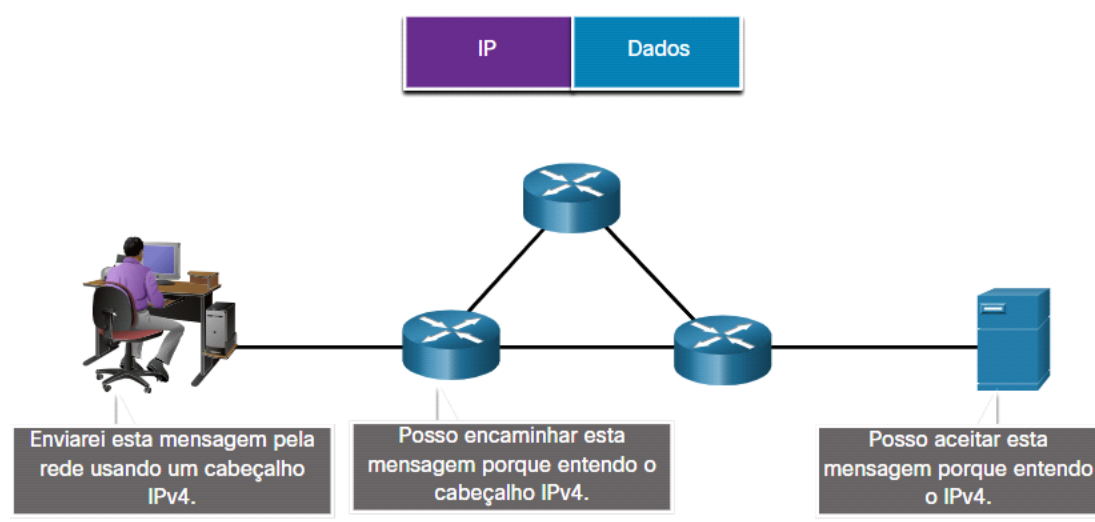 IP
Dados
Enviarei esta mensagem pela
rede usando um cabeçalho
IPv4.
Posso encaminhar esta
mensagem porque entendo o
cabeçalho IPv4.
Posso aceitar esta
mensagem porque entendo
o IPv4.